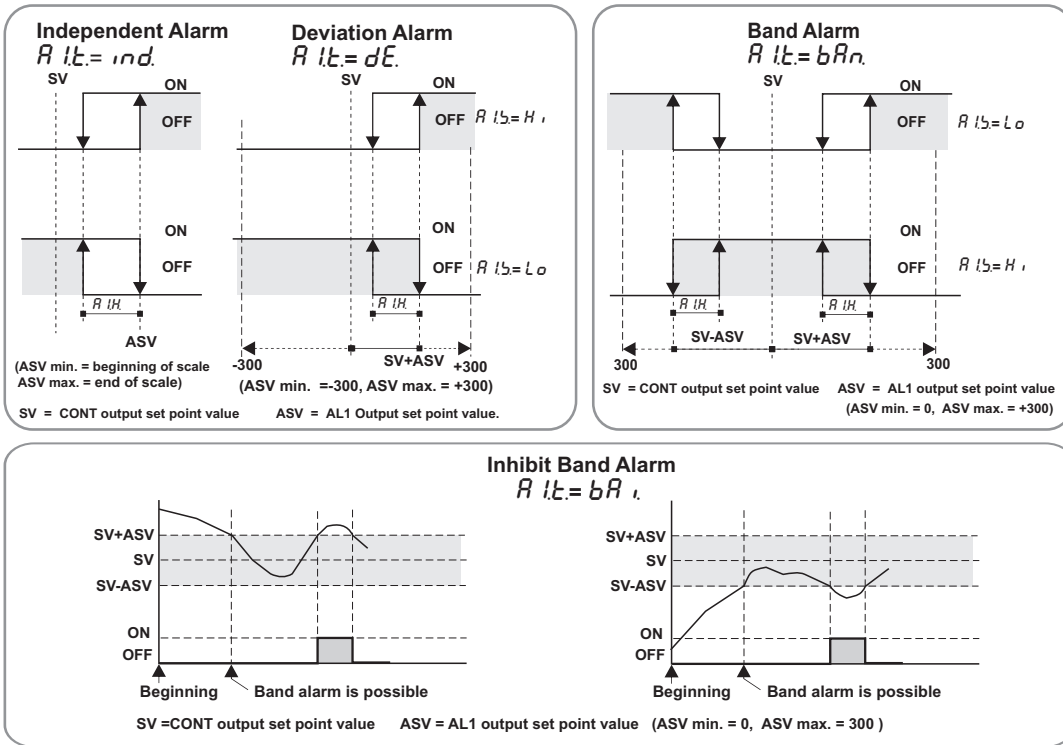 Independent Alarm
A1.t.= ind.
SV
ON
OFF
ON
OFF
A1.H.
ASV
(ASV min. = beginning of scale
ASV max. = end of scale)
Deviation Alarm
A1.t.= dE.
SV
ON
OFF A1.S.= Hi
ON
OFF A1.S.= Lo
A1.H.
SV+ASV
-300 +300
(ASV min. =-300, ASV max. = +300)
SV = CONT output set point value ASV = AL1 Output set point value.
Band Alarm
A1.t.= bAn.
SV
ON
OFF A1.S.= Lo
ON
OFF A1.S.= Hi
A1.H. A1.H.
SV-ASV SV+ASV
300 300
SV = CONT output set point value ASV = AL1 output set point value
(ASV min. = 0, ASV max. = +300)
Inhibit Band Alarm
A1.t.= bAi.
SV+ASV
SV
SV-ASV
ON
OFF
Beginning Band alarm is possible
SV+ASV
SV
SV-ASV
ON
OFF
Beginning Band alarm is possible
SV =CONT output set point value ASV = AL1 output set point value (ASV min. = 0, ASV max. = 300 )